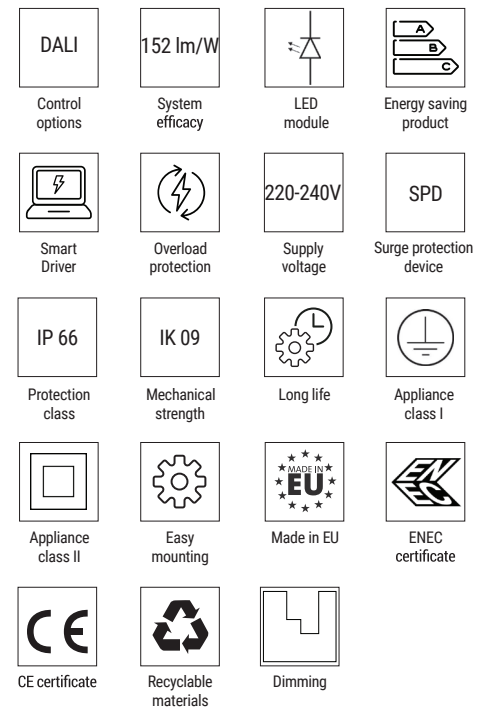 DALI
152 lm/W
A
B
C
Control
options
System
efficacy
LED
module
Energy saving
product
220-240V
SPD
Smart
Driver
Overload
protection
Supply
voltage
Surge protection
device
IP 66
IK 09
Protection
class
Mechanical
strength
Long life
Appliance
class I
MADE IN
EU
EN
EC
Appliance
class II
Easy
mounting
Made in EU
ENEC
certificate
CE
CE certificate
Recyclable
materials
Dimming